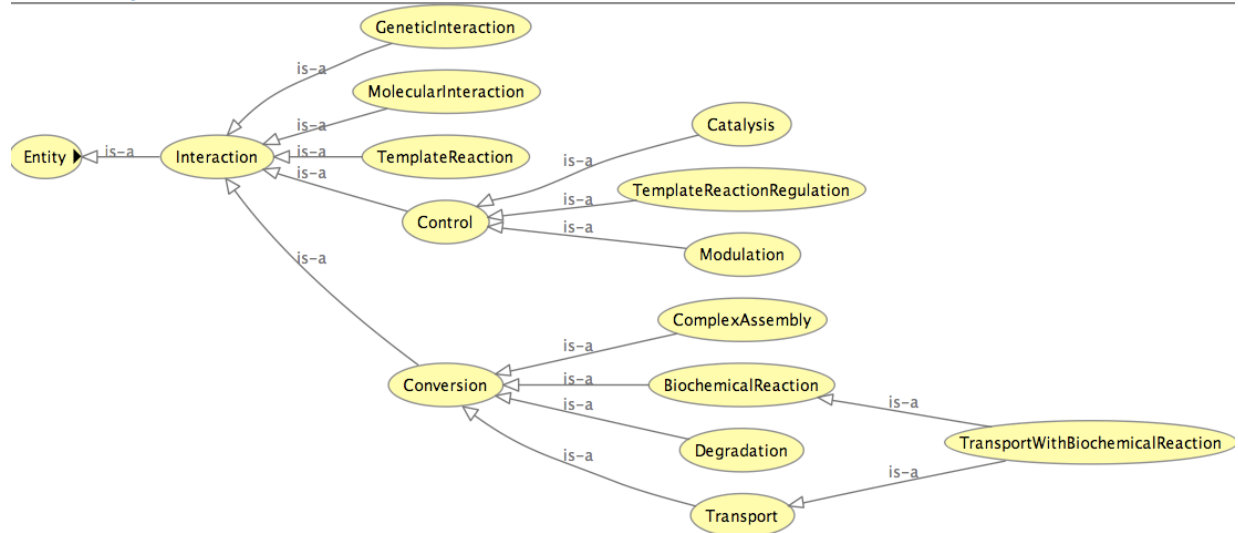 GeneticInteraction
is-a
MolecularInteraction
is-a
Catalysis
Entity
is-a
Interaction
is-a
TemplateReaction
is-a
is-a
TemplateReactionRegulation
is-a
Control
is-a
Modulation
is-a
ComplexAssembly
is-a
Conversion
is-a
BiochemicalReaction
is-a
is-a
Degradation
TransportWithBiochemicalReaction
is-a
is-a
Transport